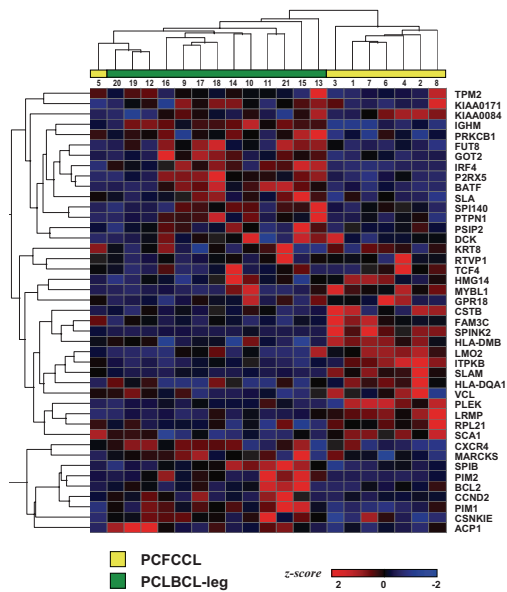 5 20 19 12 16 9 17 18 14 10 11 21 15 13 3 1 7 6 4 2 8
TPM2
KIAA0171
KIAA0084
IGHM
PRKCB1
FUT8
GOT2
IRF4
P2RX5
BATF
SLA
SPI140
PTPN1
PSIP2
DCK
KRT8
RTVP1
TCF4
HMG14
MYBL1
GPR18
CSTB
FAM3C
SPINK2
HLA-DMB
LMO2
ITPKB
SLAM
HLA-DQA1
VCL
PLEK
LRMP
RPL21
SCA1
CXCR4
MARCKS
SPIB
PIM2
BCL2
CCND2
PIM1
CSNKIE
ACP1
PCFCCL
PCLBCL-leg
z-score
2 0 -2